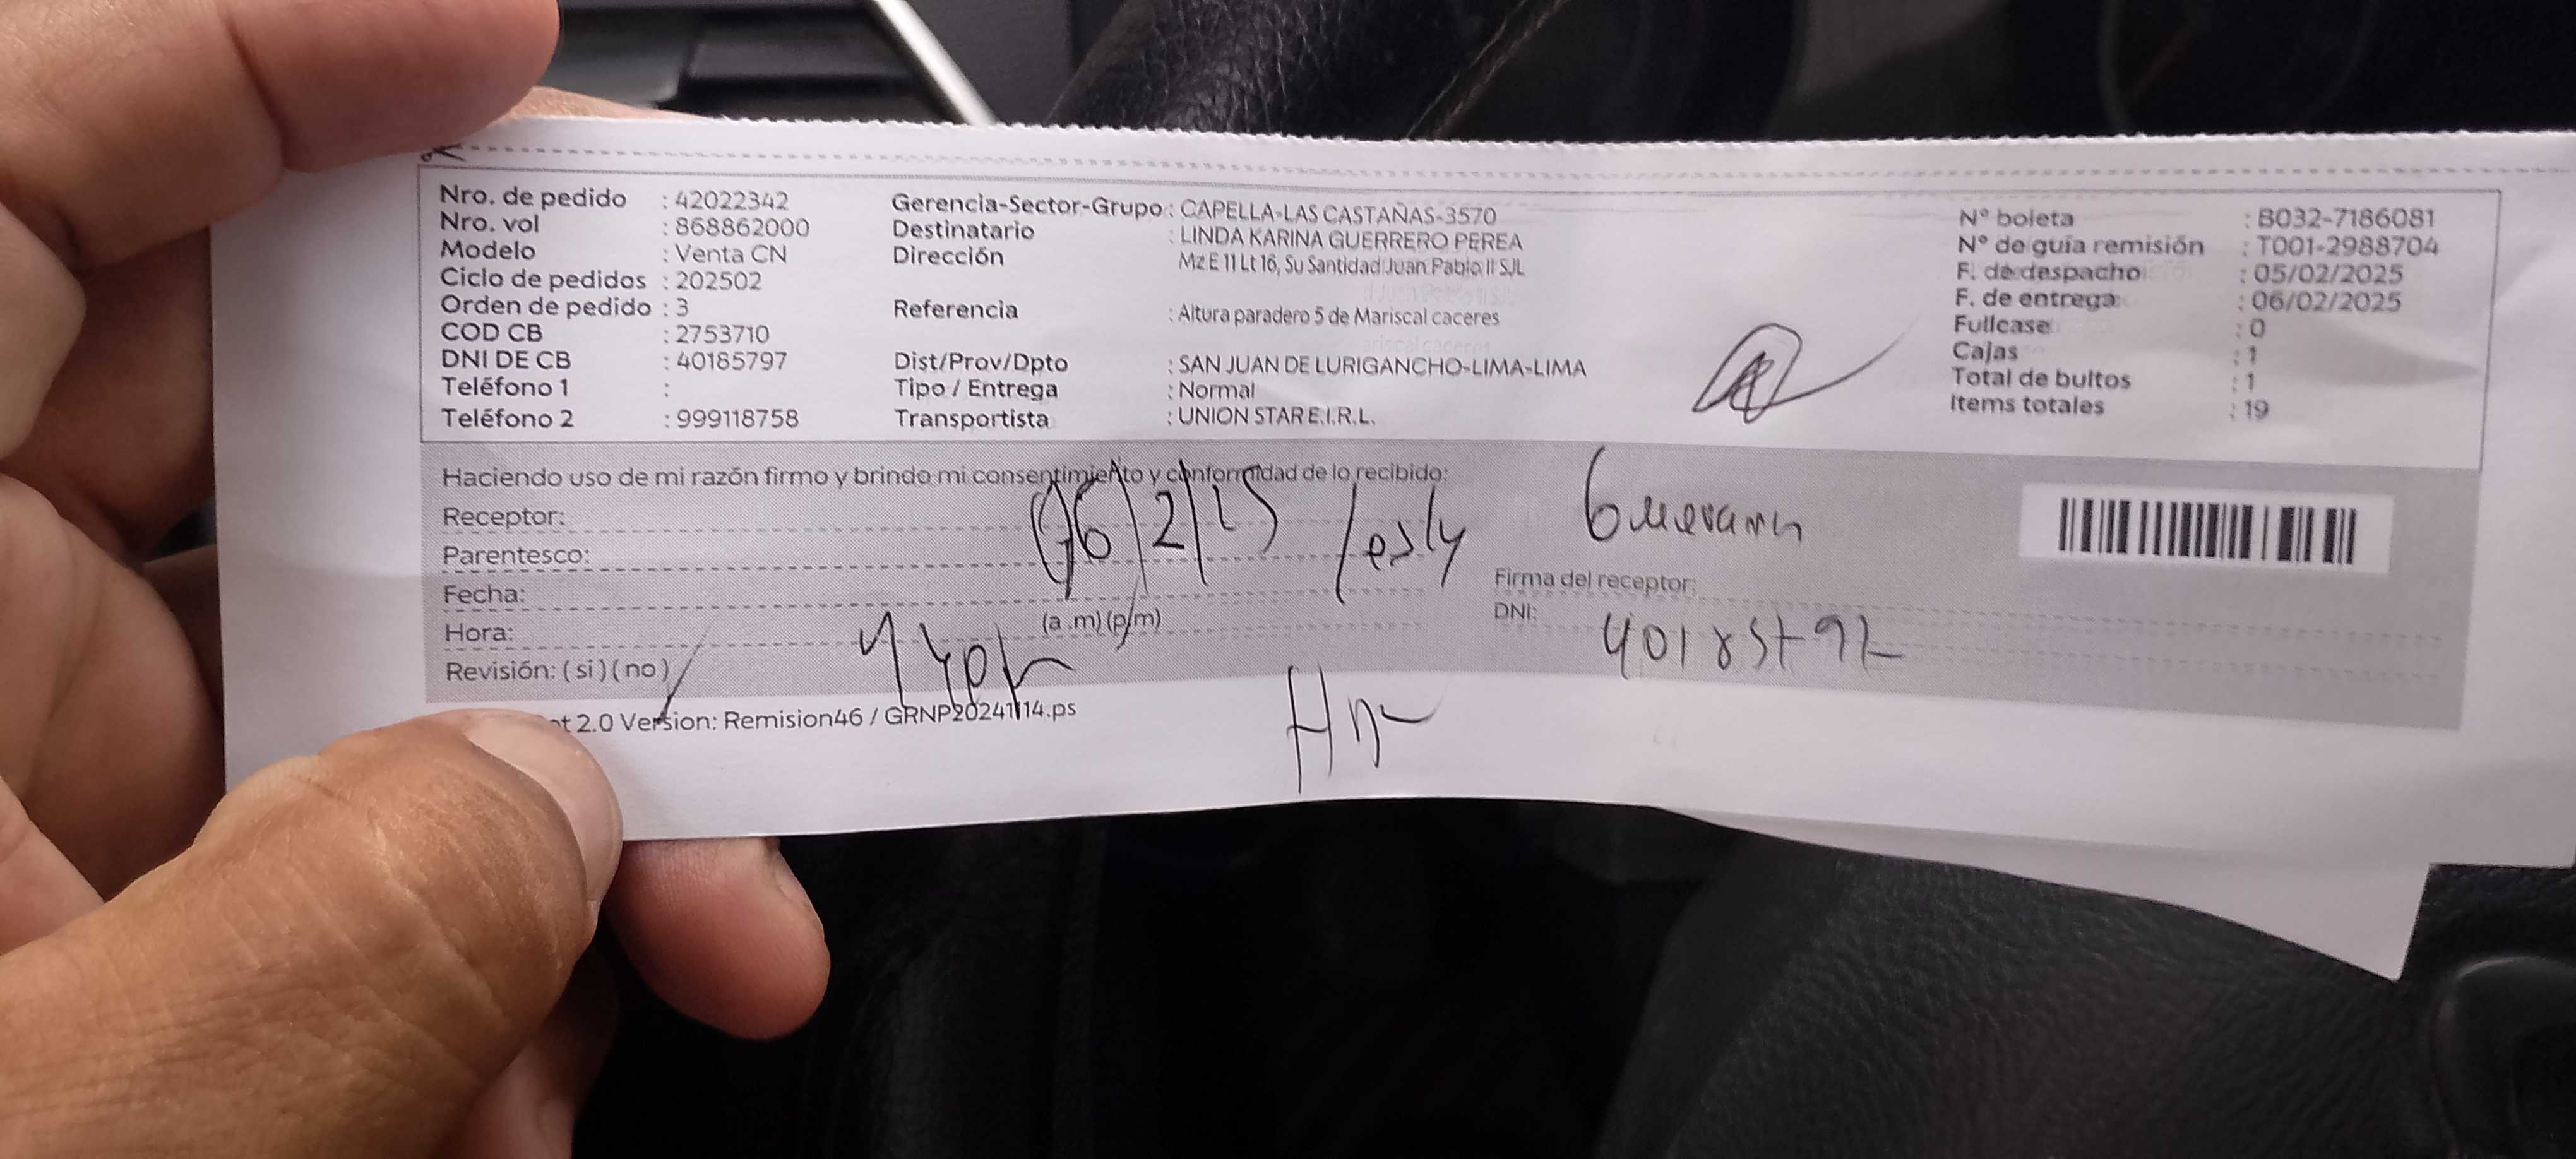 Nro. de pedido : 42022342
Nro. vol : 868862000
Modelo : Venta CN
Ciclo de pedidos : 202502
Orden de pedido : 3
COD CB : 2753710
DNI DE CB : 40185797
Teléfono 1 :
Teléfono 2 : 999118758
Gerencia-Sector-Grupo : CAPELLA-LAS CASTAÑAS-3570
Destinatario : LINDA KARINA GUERRERO PEREA
Dirección Mz E 11 Lt 16, Su Santidad Juan Pablo II SJL
Referencia : Altura paradero 5 de Mariscal caceres
Dist/Prov/Dpto : SAN JUAN DE LURIGANCHO-LIMA-LIMA
Tipo / Entrega : Normal
Transportista : UNION STAR E.I.R.L.
N° boleta : B032-7186081
N° de guia remisión : T001-2988704
F. de despacho : 05/02/2025
F. de entrega : 06/02/2025
Fullcase : 0
Cajas : 1
Total de bultos : 1
Items totales : 19
Haciendo uso de mi razón firmo y brindo mi consentimiento y conformidad de lo recibido:
Receptor:
Parentesco:
Fecha: 06/2/25
Hora: (a.m)(p.m)
Revisión: (si) (no)
Firma del receptor:
DNI: 40185797
2.0 Version: Remision46 / GRNP20241114.ps